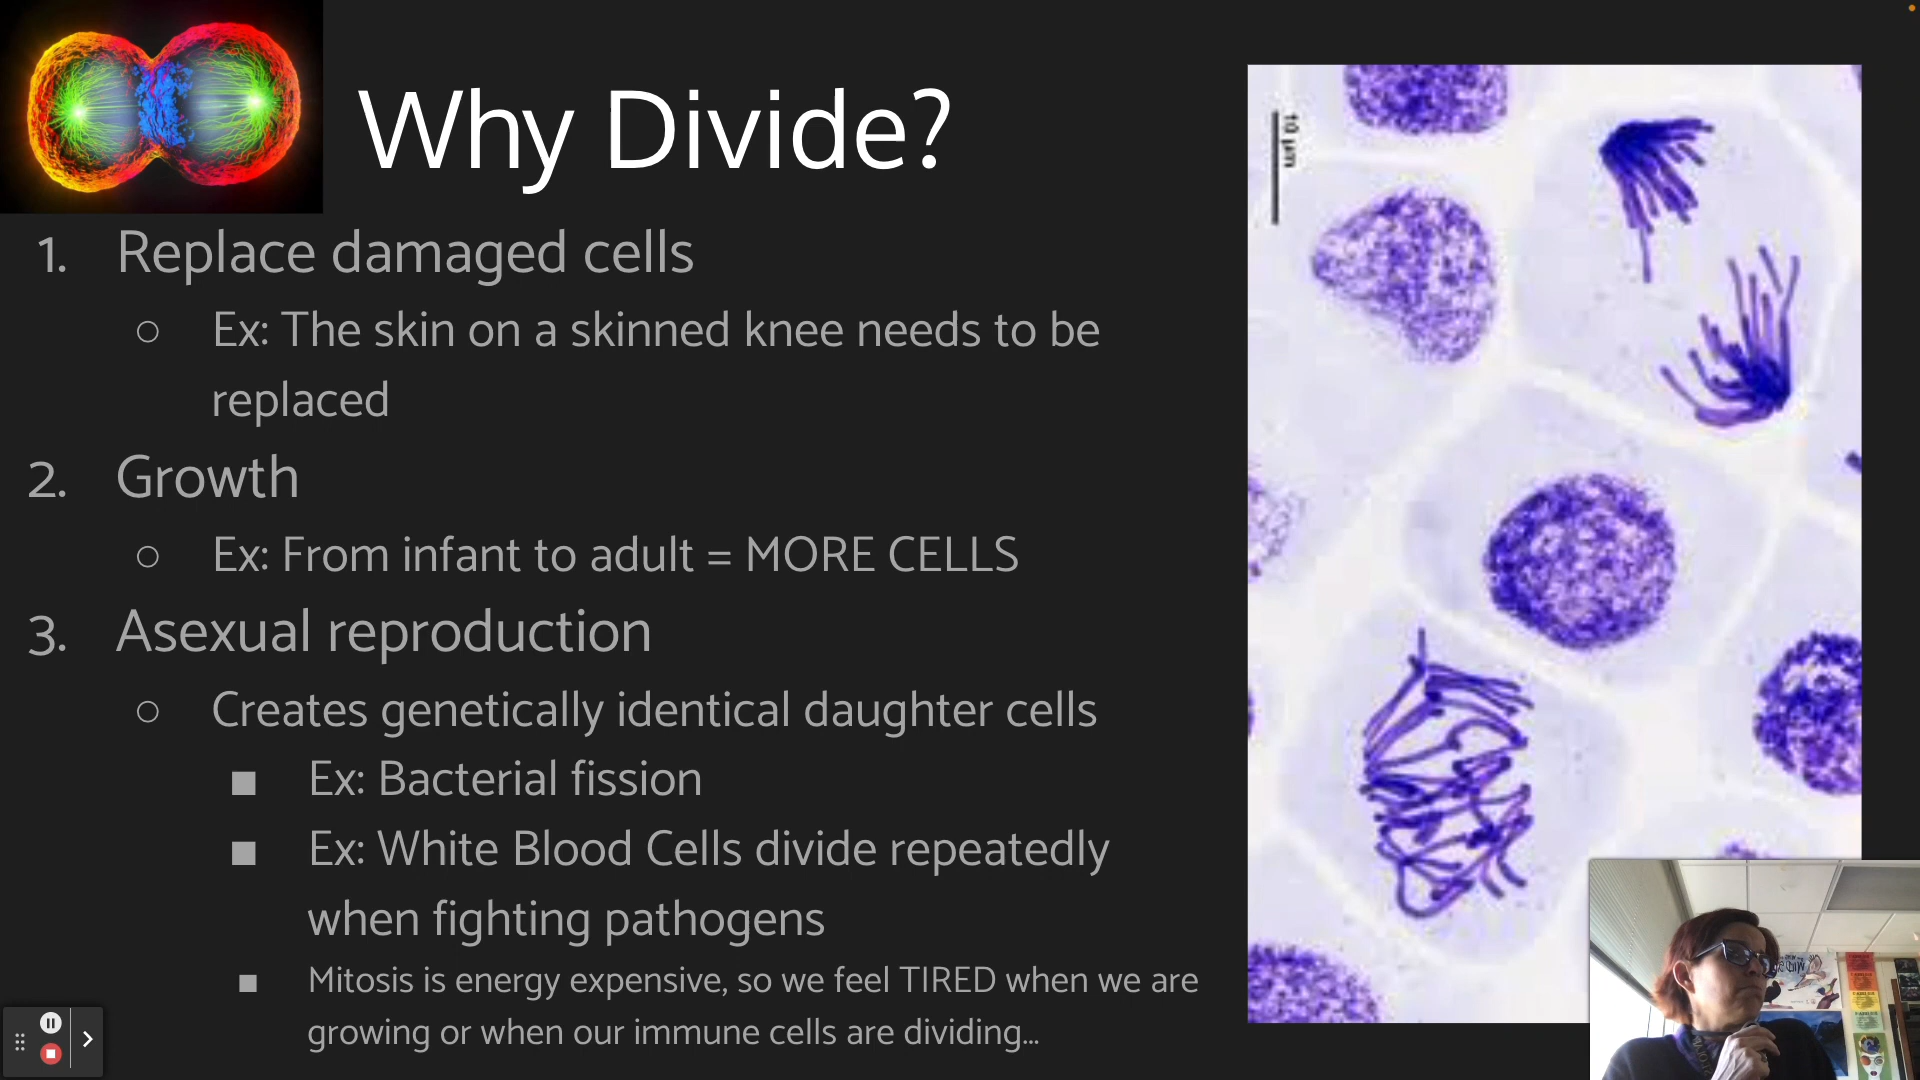 Why Divide?
1. Replace damaged cells
○ Ex: The skin on a skinned knee needs to be
replaced
2. Growth
○ Ex: From infant to adult = MORE CELLS
3. Asexual reproduction
○ Creates genetically identical daughter cells
■ Ex: Bacterial fission
■ Ex: White Blood Cells divide repeatedly
when fighting pathogens
■ Mitosis is energy expensive, so we feel TIRED when we are
growing or when our immune cells are dividing...
10 µm